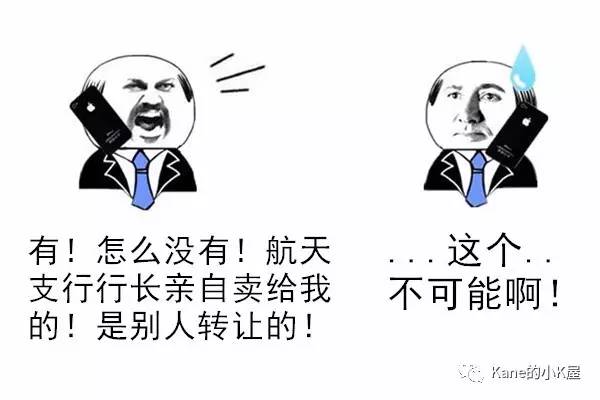 有！怎么没有！航天
支行行长亲自卖给我
的！是别人转让的！
...这个..
不可能啊！
Kane的小K屋